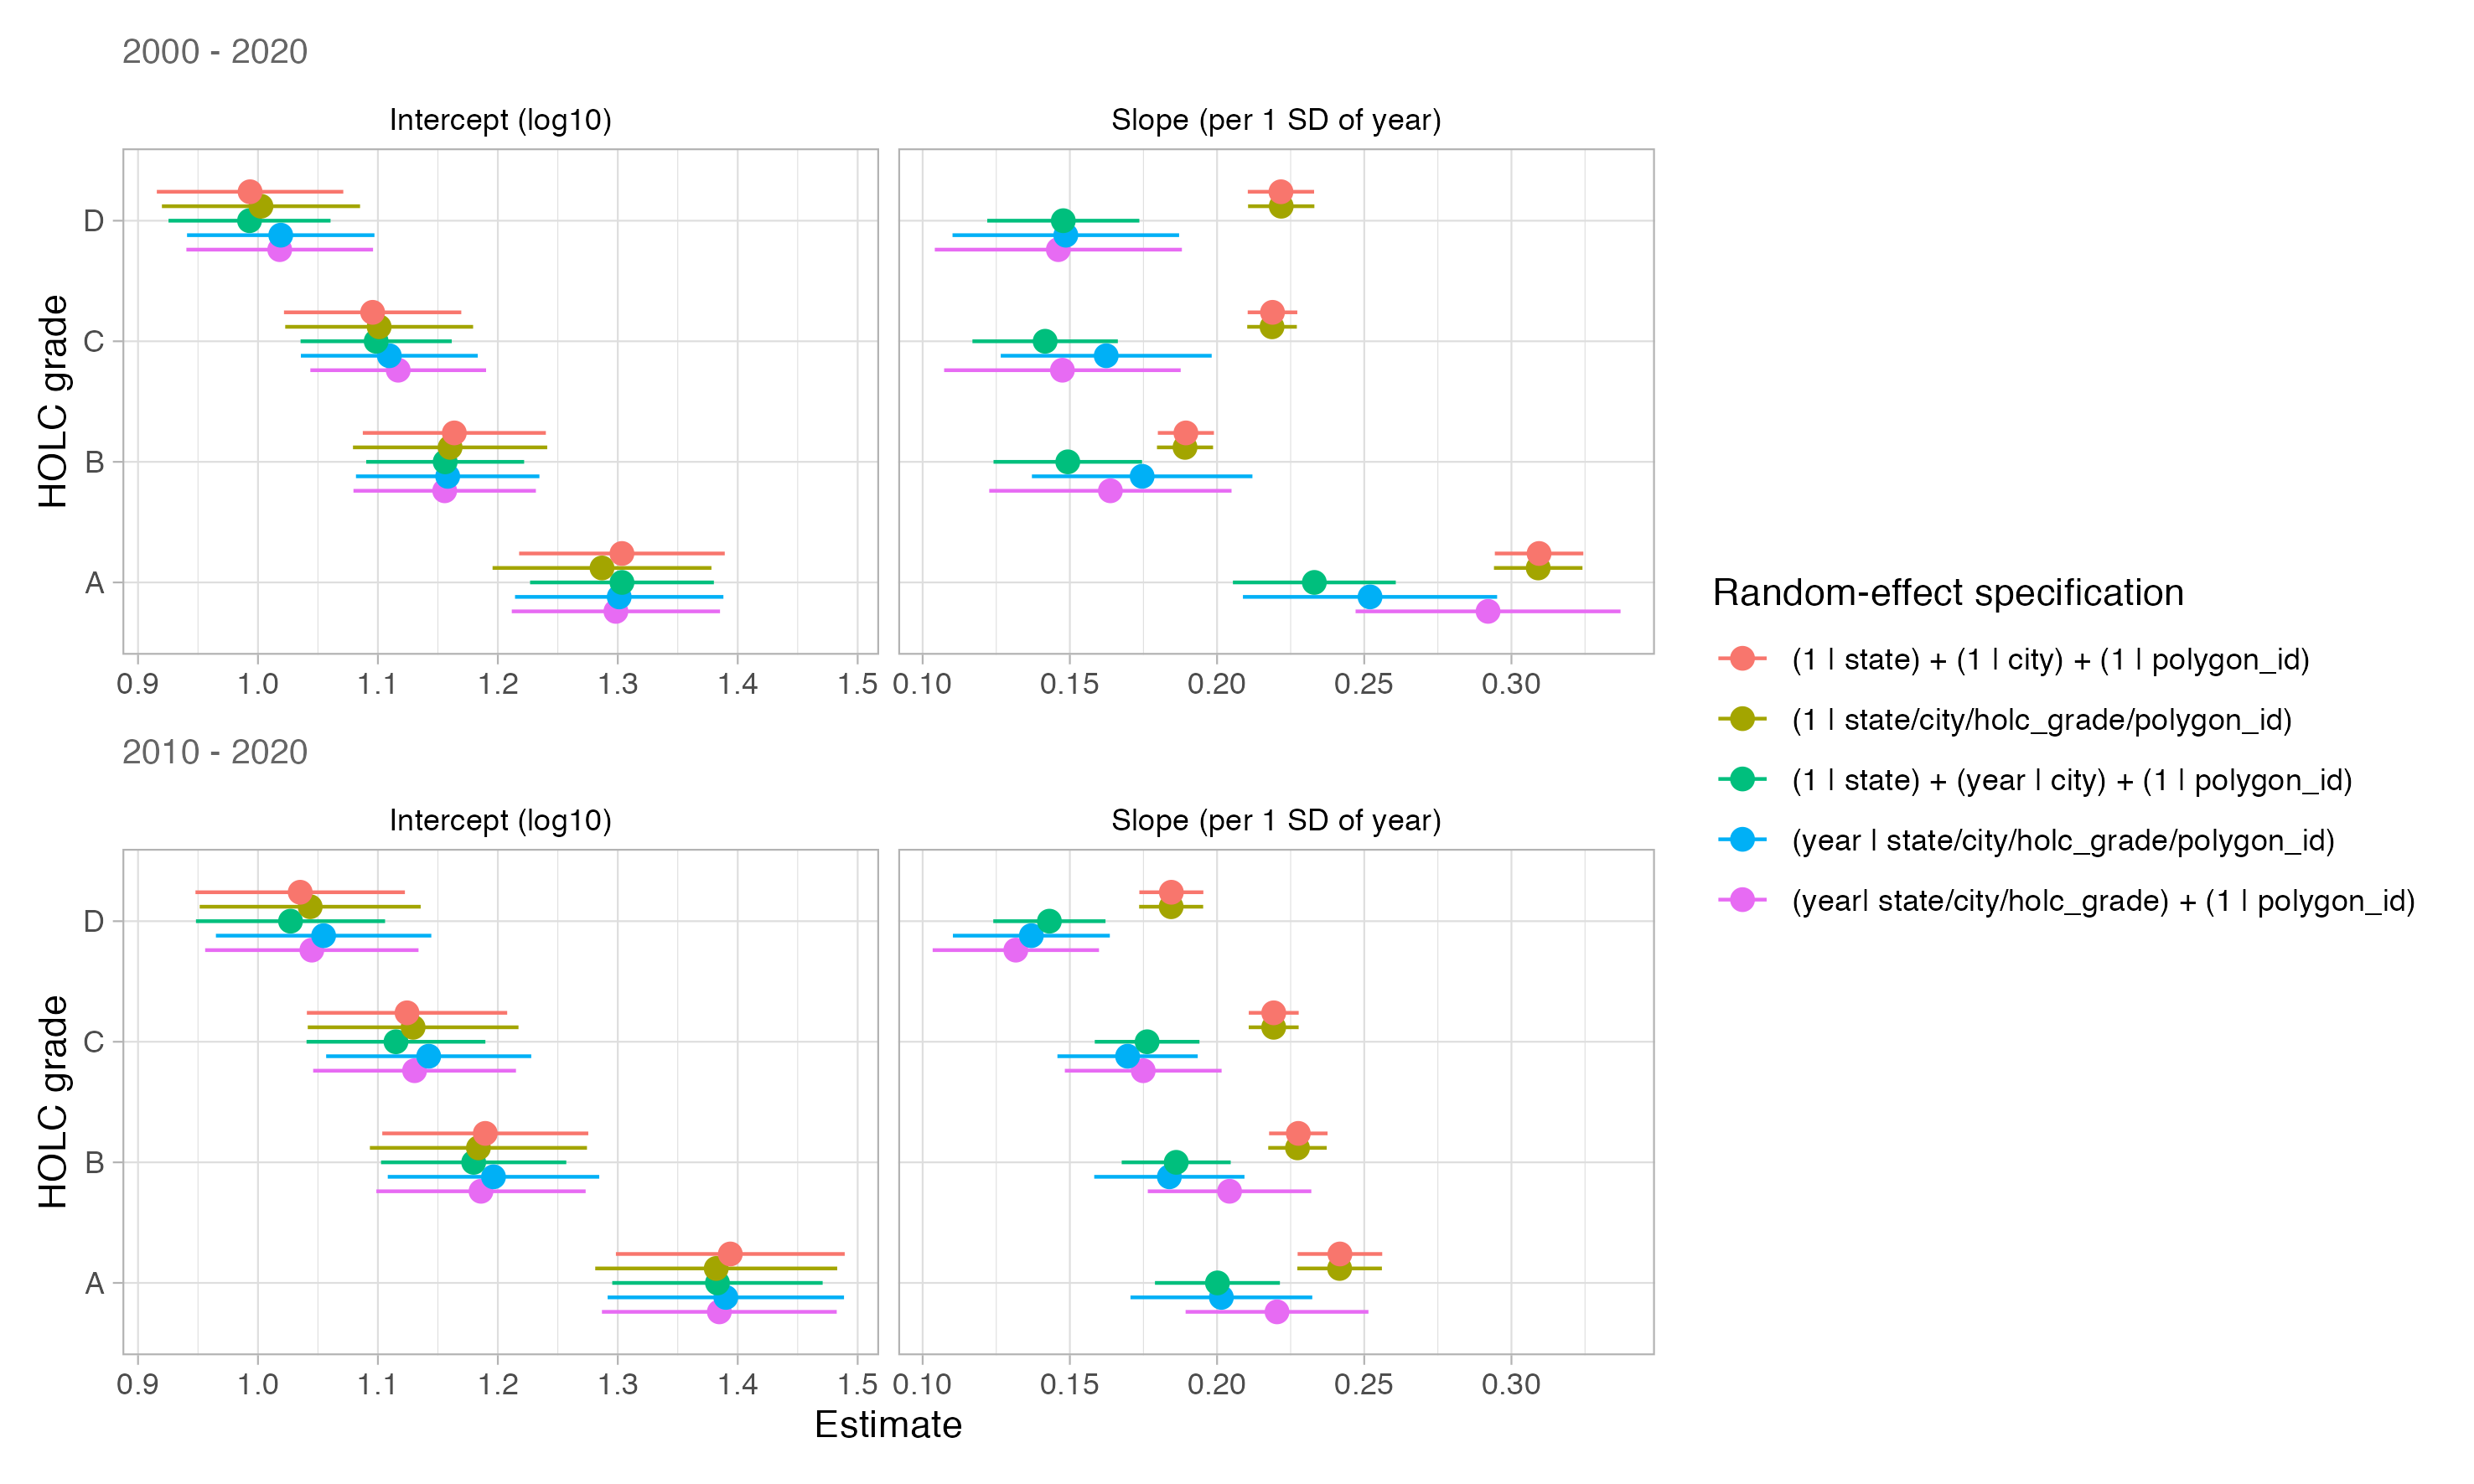 2000 - 2020
Intercept (log10)
Slope (per 1 SD of year)
HOLC grade
D
C
B
A
0.9 1.0 1.1 1.2 1.3 1.4 1.5
0.10 0.15 0.20 0.25 0.30
2010 - 2020
Intercept (log10)
Slope (per 1 SD of year)
HOLC grade
D
C
B
A
0.9 1.0 1.1 1.2 1.3 1.4 1.5
0.10 0.15 0.20 0.25 0.30
Estimate
Random-effect specification
(1 | state) + (1 | city) + (1 | polygon_id)
(1 | state/city/holc_grade/polygon_id)
(1 | state) + (year | city) + (1 | polygon_id)
(year | state/city/holc_grade/polygon_id)
(year| state/city/holc_grade) + (1 | polygon_id)